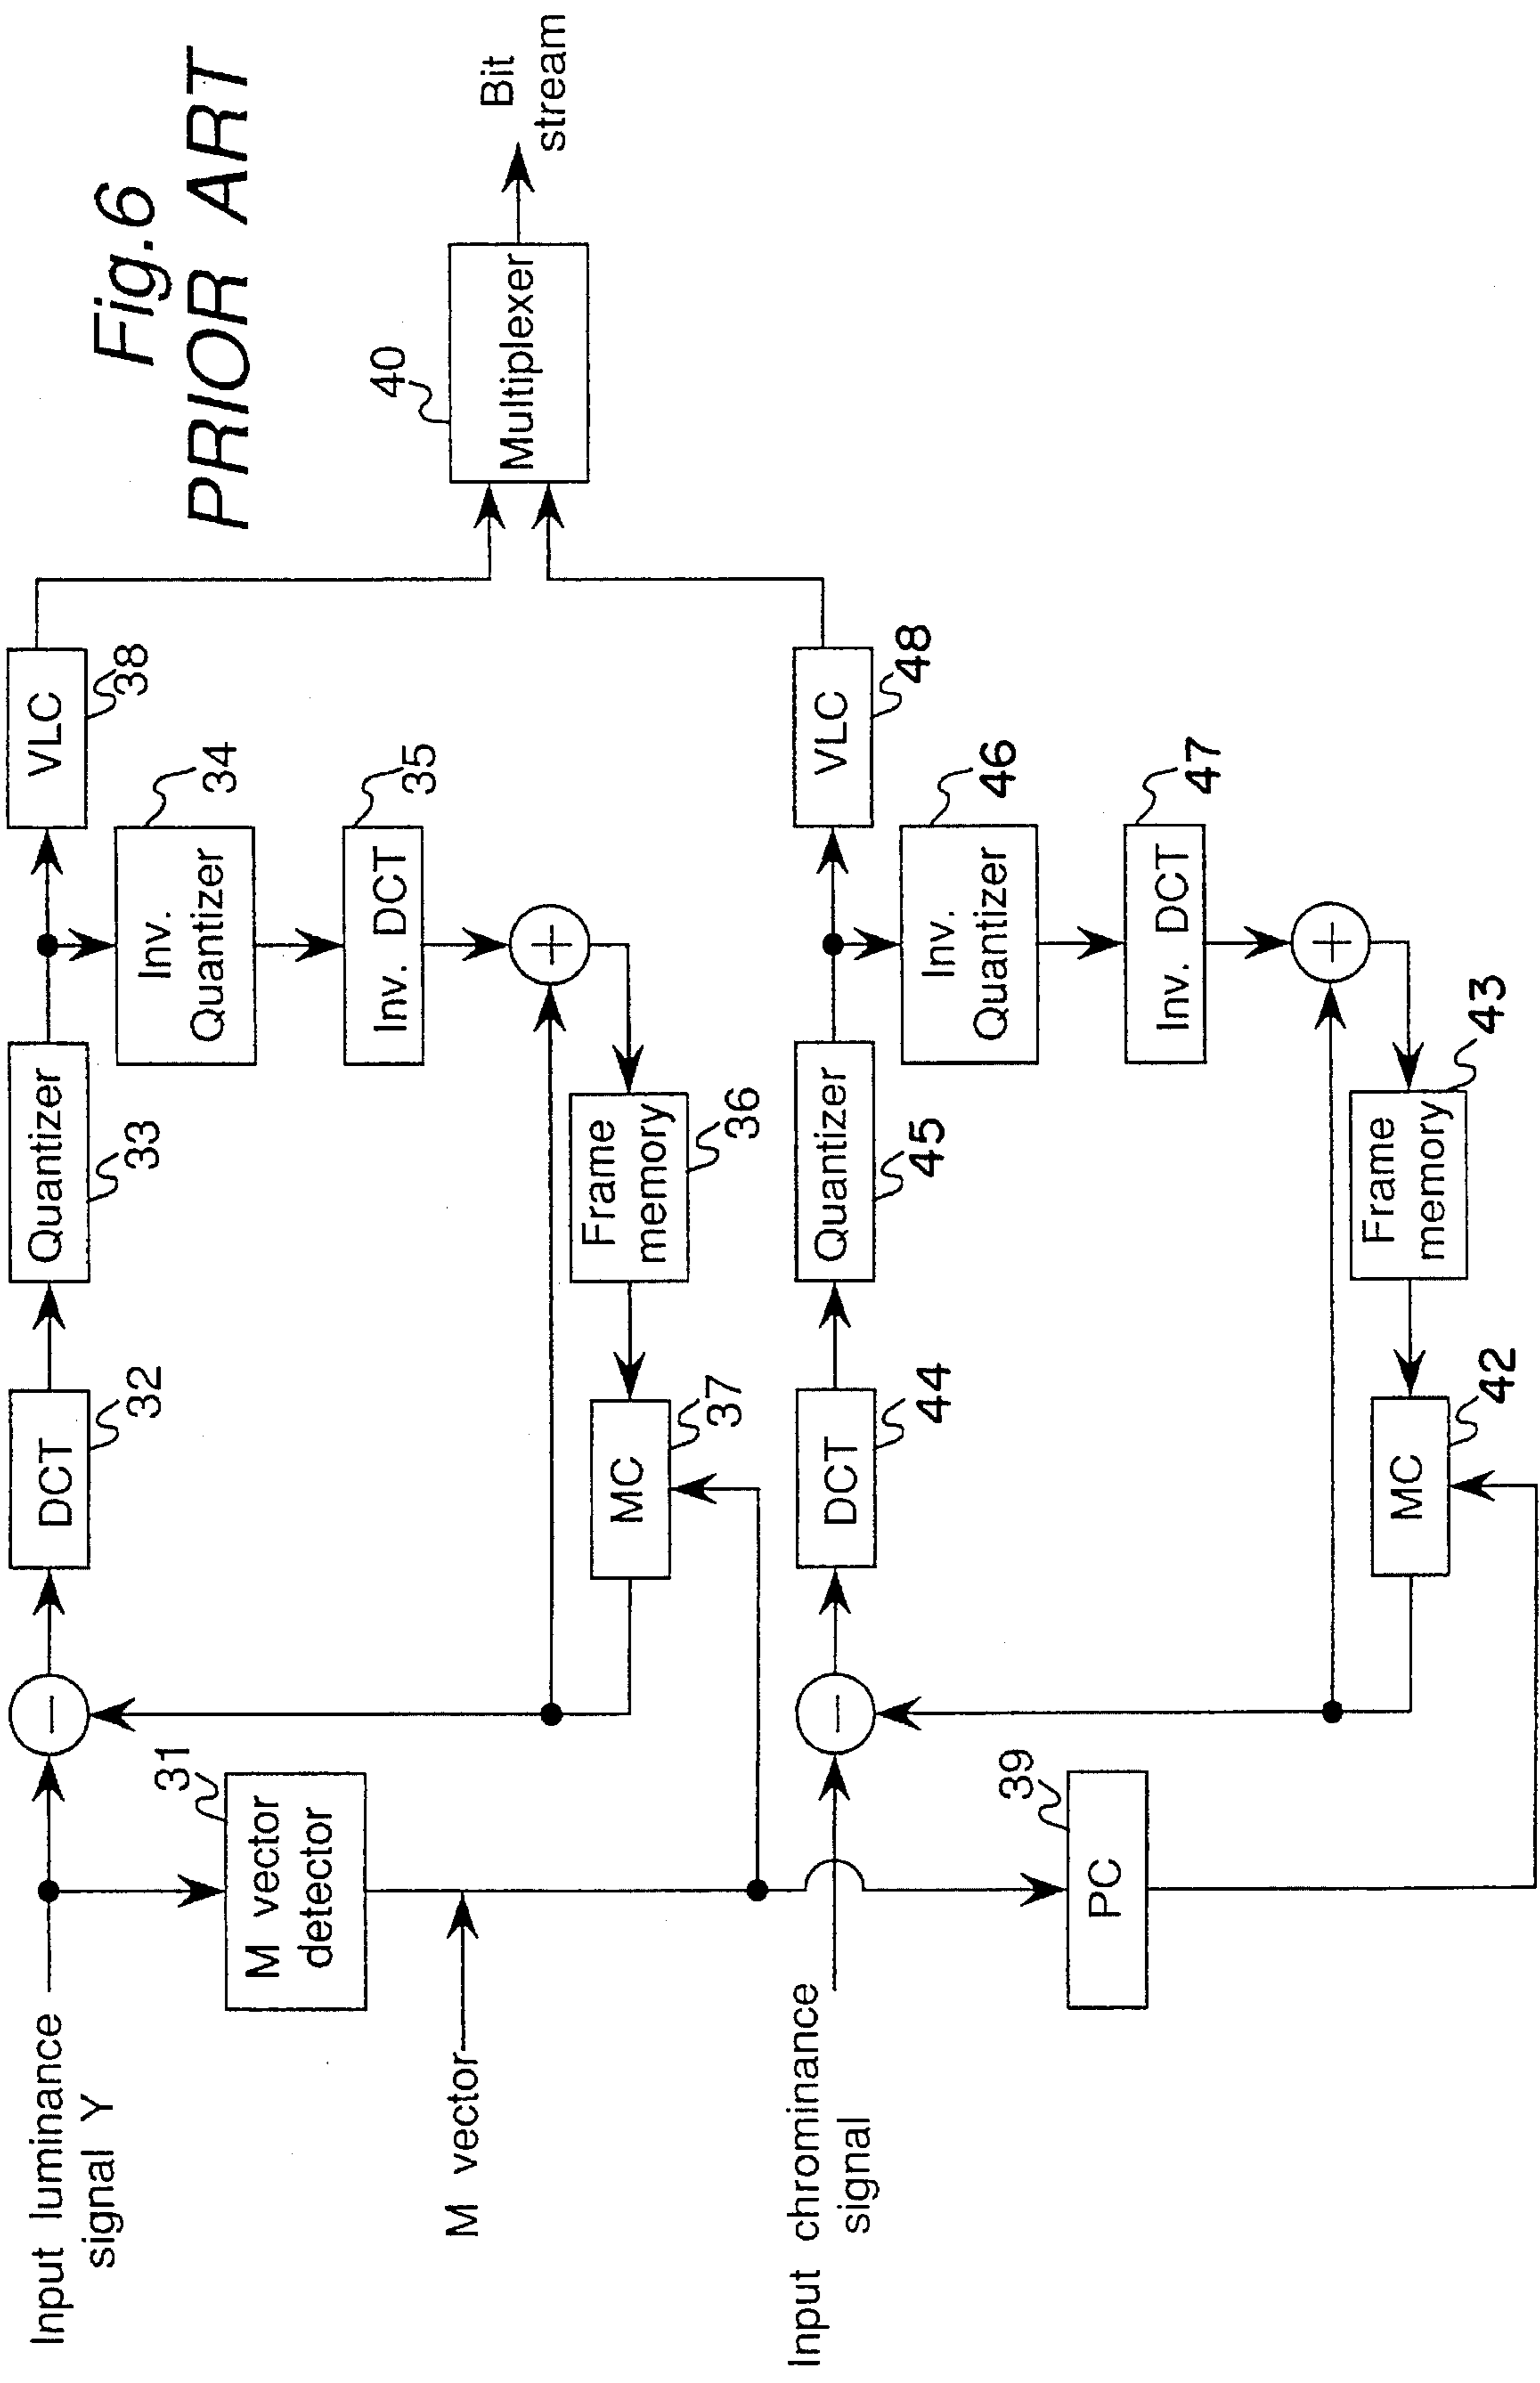 Fig.6
PRIOR ART
Input luminance
signal Y
M vector
detector
31
DCT
32
Quantizer
33
VLC
38
Inv.
Quantizer
34
Inv. DCT
35
+
Frame
memory
36
MC
37
−
M vector
40
Multiplexer
Bit
stream
Input chrominance
signal
−
DCT
44
Quantizer
45
VLC
48
Inv.
Quantizer
46
Inv. DCT
47
+
Frame
memory
43
MC
42
PC
39